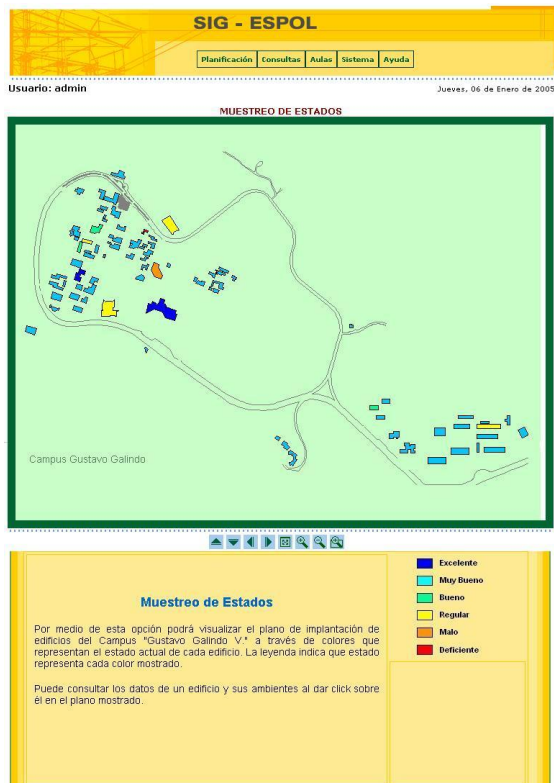 SIG - ESPOL
Planificación Consultas Aulas Sistema Ayuda
Usuario: admin
Jueves, 06 de Enero de 2005
MUESTREO DE ESTADOS
Campus Gustavo Galindo
Excelente
Muy Bueno
Bueno
Regular
Malo
Deficiente
Muestreo de Estados
Por medio de esta opción podrá visualizar el plano de implantación de
edificios del Campus "Gustavo Galindo V." a través de colores que
representan el estado actual de cada edificio. La leyenda indica que estado
representa cada color mostrado.
Puede consultar los datos de un edificio y sus ambientes al dar click sobre
él en el plano mostrado.